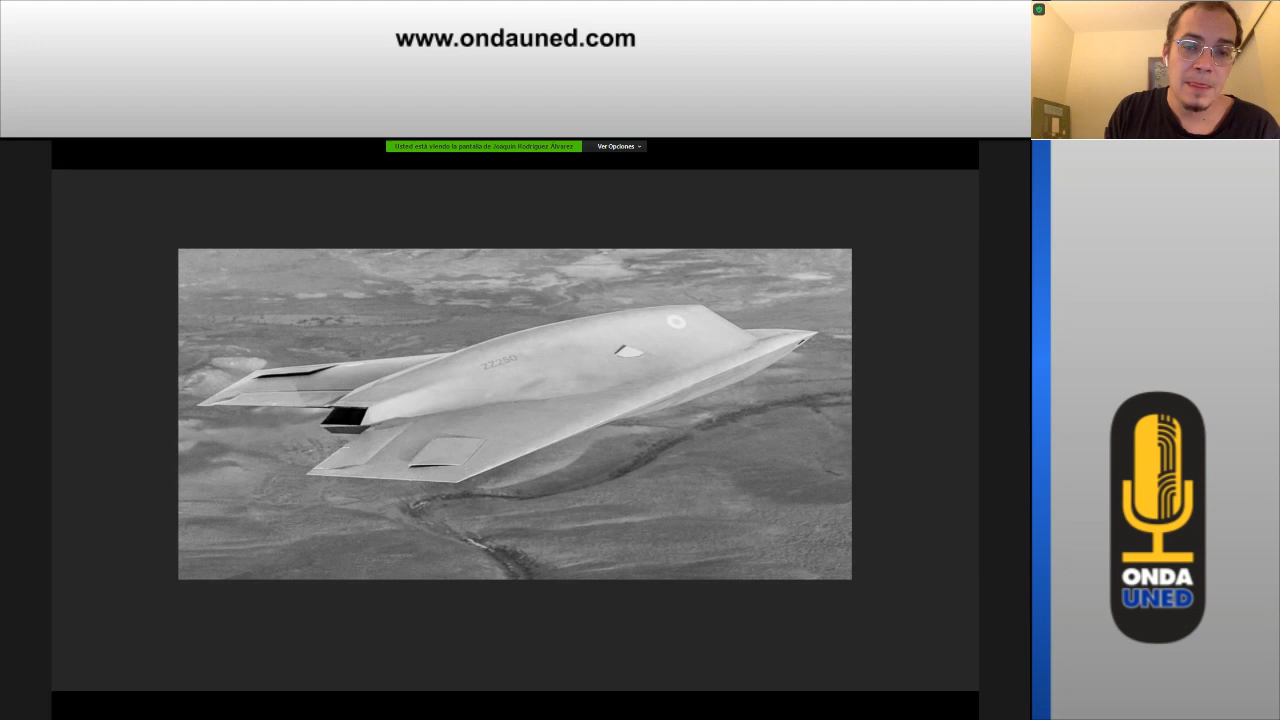 www.ondauned.com
Usted está viendo la pantalla de Joaquín Rodríguez Álvarez
Ver Opciones
ZZ250
ONDA
UNED